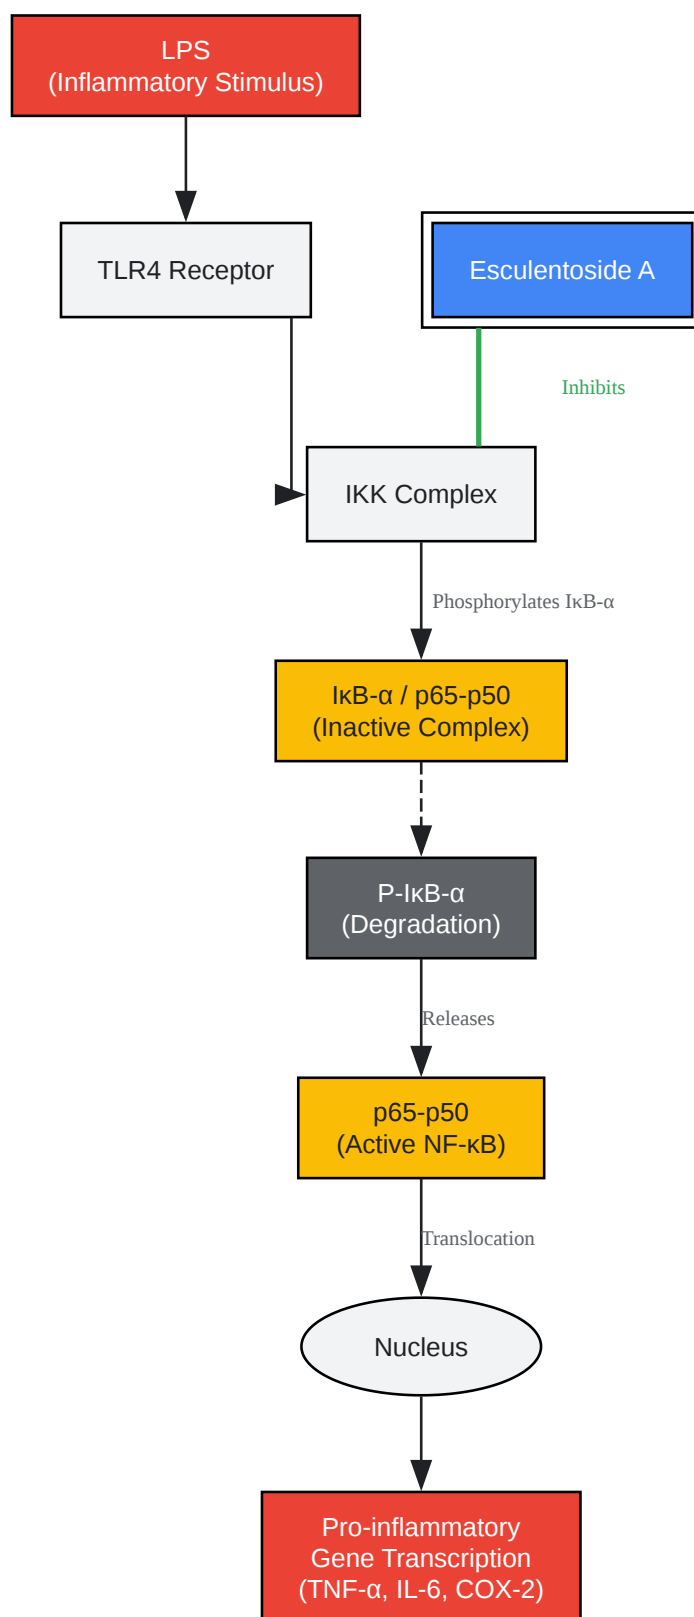 LPS
(Inflammatory Stimulus)
TLR4 Receptor
Esculentoside A
Inhibits
IKK Complex
Phosphorylates IκB-α
IκB-α / p65-p50
(Inactive Complex)
P-IκB-α
(Degradation)
Releases
p65-p50
(Active NF-κB)
Translocation
Nucleus
Pro-inflammatory
Gene Transcription
(TNF-α, IL-6, COX-2)